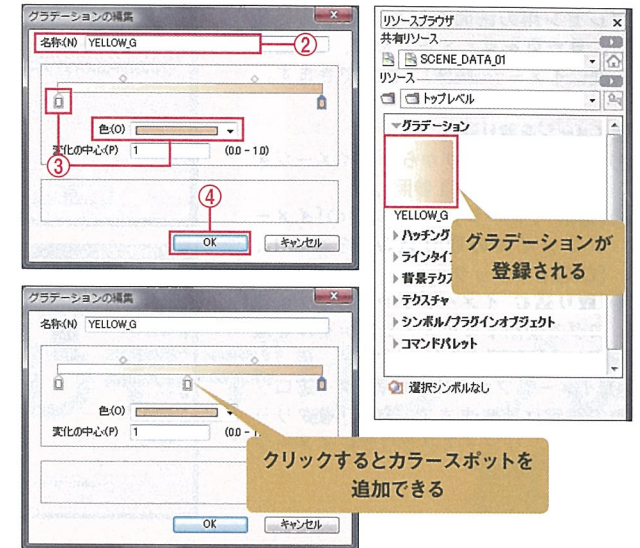 グラデーションの編集
名称(N) YELLOW_G
②
③
色(O)
変化の中心(P) 1 (0.0 - 1.0)
④
OK キャンセル
リソースブラウザ
共有リソース
SCENE_DATA_01
リソース
トップレベル
グラデーション
YELLOW_G
ハッチング
ラインタイ
背景テクス
テクスチャ
シンボル/プラグインオブジェクト
コマンドパレット
選択シンボルなし
グラデーションが
登録される
グラデーションの編集
名称(N) YELLOW_G
色(O)
変化の中心(P) 1 (0.0 -
OK キャンセル
クリックするとカラースポットを
追加できる